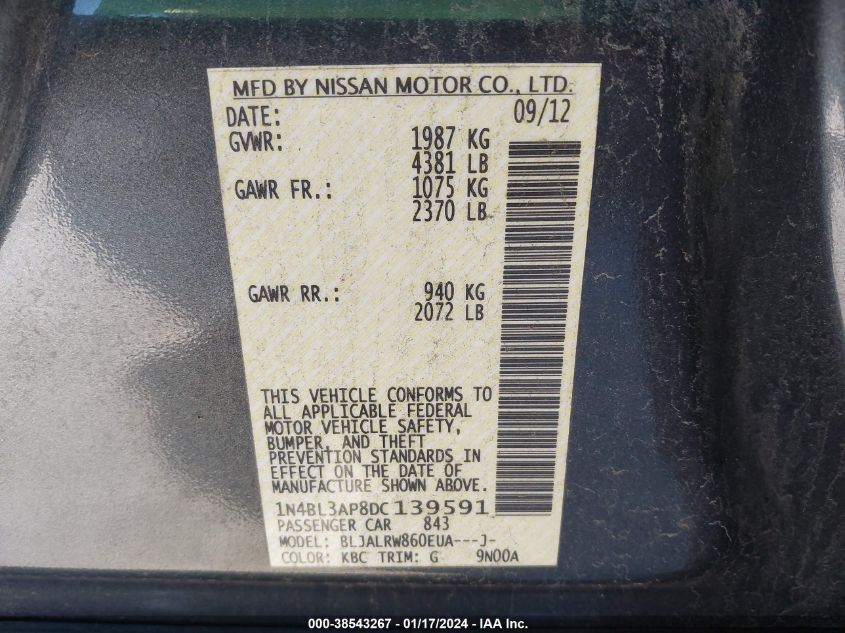 MFD BY NISSAN MOTOR CO., LTD.
DATE: 09/12
GVWR: 1987 KG
4381 LB
GAWR FR.: 1075 KG
2370 LB
GAWR RR.: 940 KG
2072 LB
THIS VEHICLE CONFORMS TO
ALL APPLICABLE FEDERAL
MOTOR VEHICLE SAFETY,
BUMPER, AND THEFT
PREVENTION STANDARDS IN
EFFECT ON THE DATE OF
MANUFACTURE SHOWN ABOVE.
1N4BL3AP8DC139591
PASSENGER CAR 843
MODEL: BLJALRW860EUA---J-
COLOR: KBC TRIM: G 9N00A
000-38543267 - 01/17/2024 - IAA Inc.